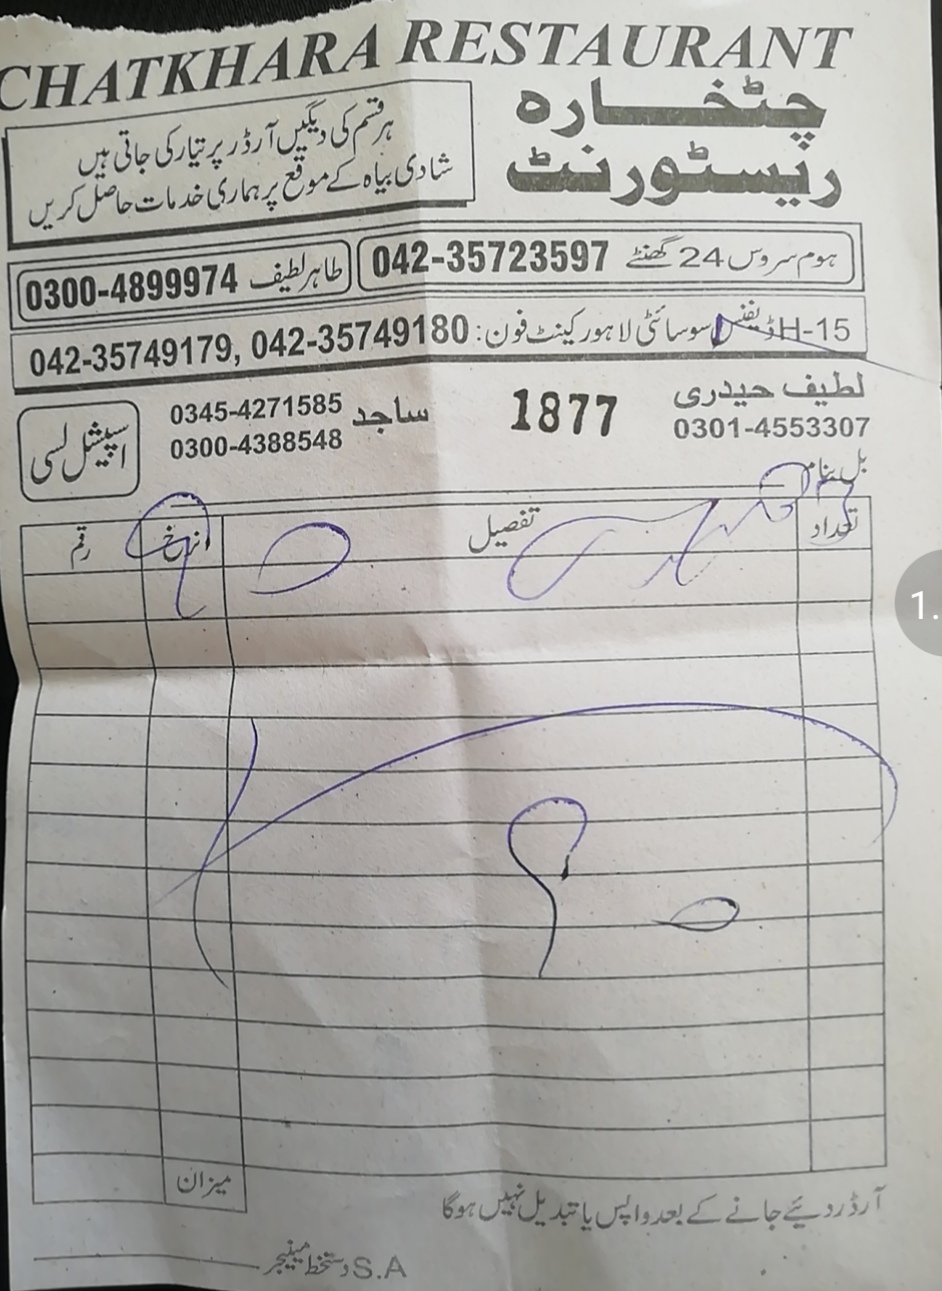 CHATKHARA RESTAURANT
چٹخارہ
ریسٹورنٹ
ہر قسم کی دیگیں آرڈر پر تیار کی جاتی ہیں
شادی بیاہ کے موقع پر ہماری خدمات حاصل کریں
ہوم سروس 24 گھنٹے 042-35723597
طاہر لطیف 0300-4899974
H-15 ڈیفنس سوسائٹی لاہور کینٹ فون: 042-35749179, 042-35749180
لطیف حیدری
0301-4553307
1877
ساجد 0345-4271585
0300-4388548
اسپیشل لسی
بل بنام
تعداد تفصیل نرخ رقم
میزان
آرڈر دیئے جانے کے بعد واپس یا تبدیل نہیں ہوگا
S.A دستخط مینیجر
1.